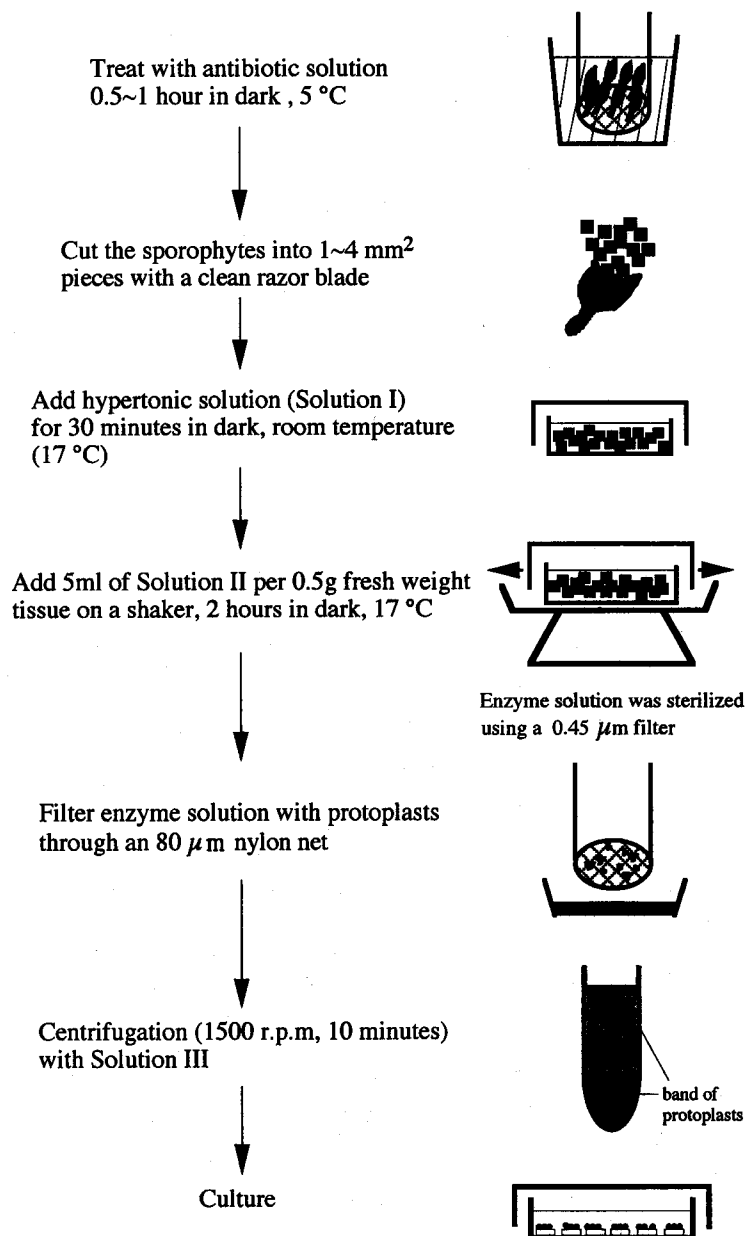 Treat with antibiotic solution
0.5~1 hour in dark , 5 °C
Cut the sporophytes into 1~4 mm²
pieces with a clean razor blade
Add hypertonic solution (Solution I)
for 30 minutes in dark, room temperature
(17 °C)
Add 5ml of Solution II per 0.5g fresh weight
tissue on a shaker, 2 hours in dark, 17 °C
Enzyme solution was sterilized
using a 0.45 μm filter
Filter enzyme solution with protoplasts
through an 80 μm nylon net
Centrifugation (1500 r.p.m, 10 minutes)
with Solution III
band of
protoplasts
Culture